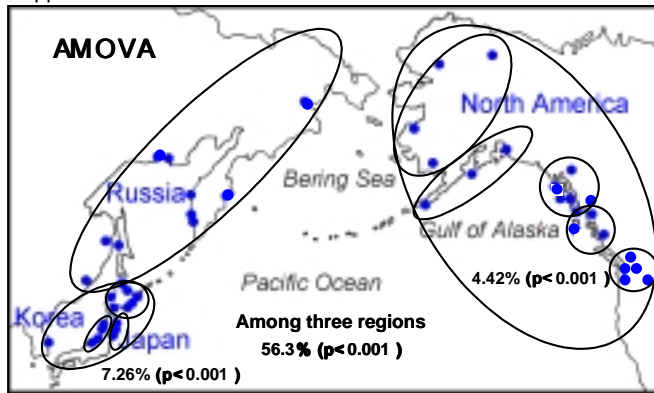 AMOVA
North America
Bering Sea
Russia
Gulf of Alaska
Pacific Ocean
4.42% (p<0.001 )
Korea
Among three regions
Japan
56.3% (p<0.001 )
7.26% (p<0.001 )